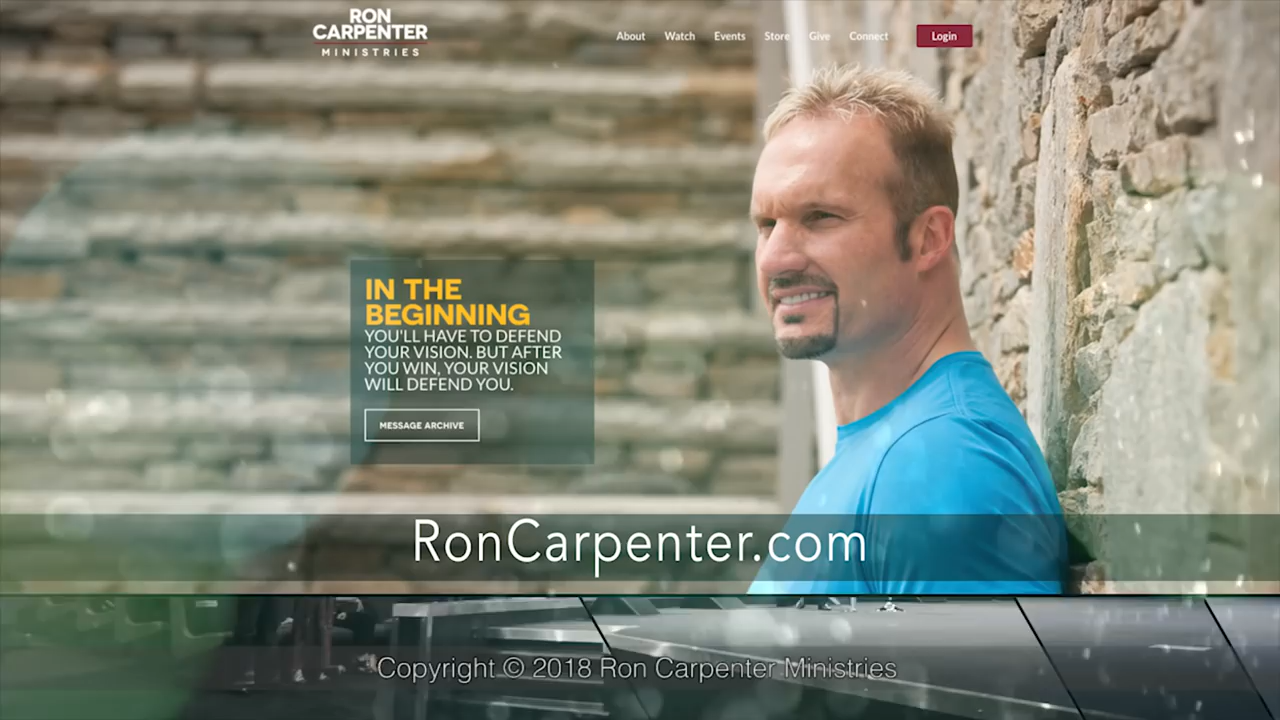 RON
CARPENTER
MINISTRIES
About Watch Events Store Give Connect Login
IN THE
BEGINNING
YOU'LL HAVE TO DEFEND
YOUR VISION. BUT AFTER
YOU WIN, YOUR VISION
WILL DEFEND YOU.
MESSAGE ARCHIVE
RonCarpenter.com
Copyright © 2018 Ron Carpenter Ministries